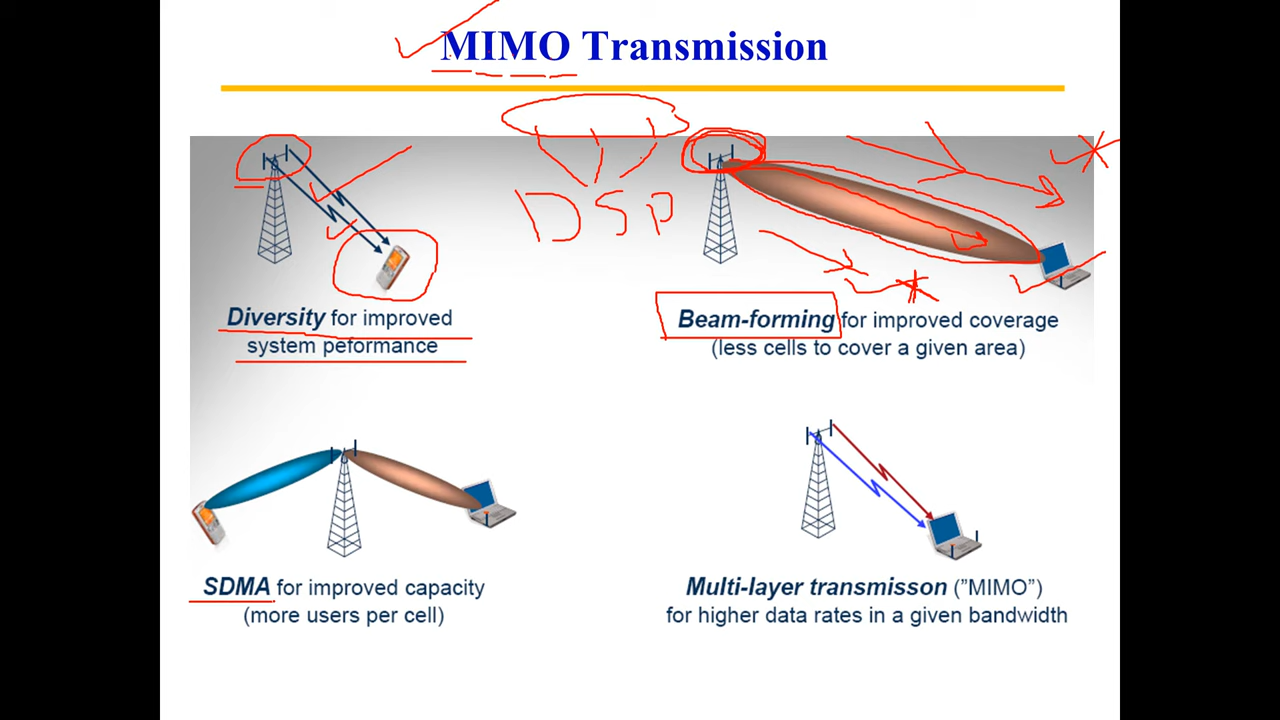 MIMO Transmission
DSP
Diversity for improved
system peformance
Beam-forming for improved coverage
(less cells to cover a given area)
SDMA for improved capacity
(more users per cell)
Multi-layer transmisson (”MIMO”)
for higher data rates in a given bandwidth